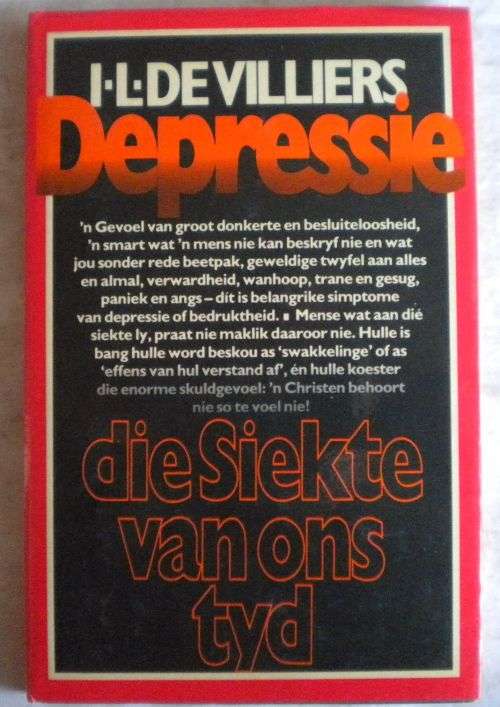 I·L·DE VILLIERS
Depressie
'n Gevoel van groot donkerte en besluiteloosheid,
'n smart wat 'n mens nie kan beskryf nie en wat
jou sonder rede beetpak, geweldige twyfel aan alles
en almal, verwardheid, wanhoop, trane en gesug,
paniek en angs – dít is belangrike simptome
van depressie of bedruktheid. ▪ Mense wat aan dié
siekte ly, praat nie maklik daaroor nie. Hulle is
bang hulle word beskou as 'swakkelinge' of as
'effens van hul verstand af', én hulle koester
die enorme skuldgevoel: 'n Christen behoort
nie so te voel nie!
die Siekte
van ons
tyd